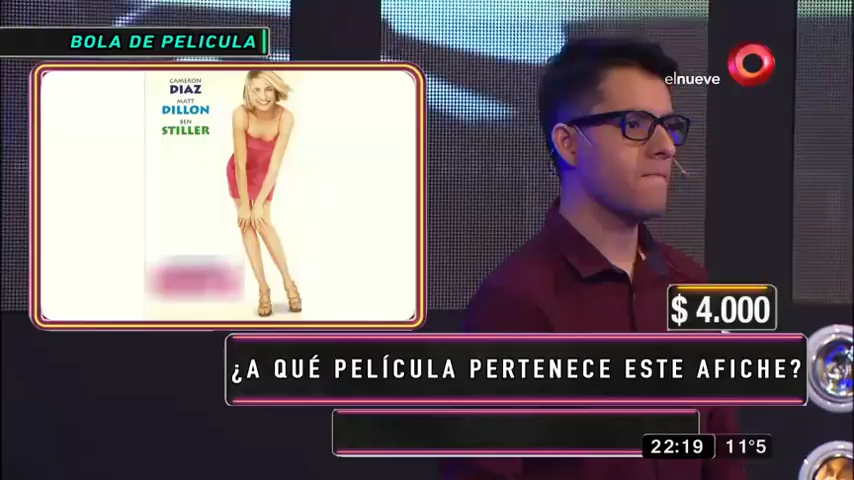 BOLA DE PELICULA
CAMERON
DIAZ
MATT
DILLON
BEN
STILLER
elnueve
$ 4.000
¿A QUÉ PELÍCULA PERTENECE ESTE AFICHE?
22:19
11°5